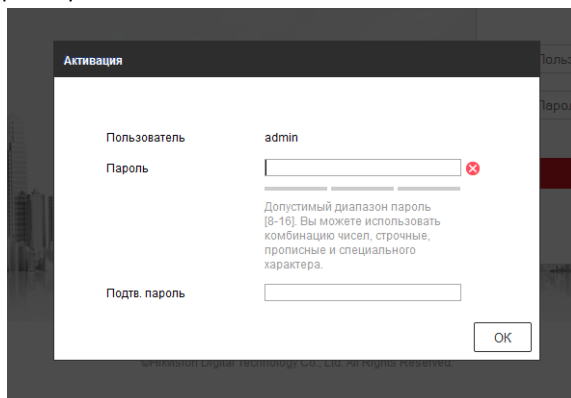 Активация
Пользователь admin
Пароль
Допустимый диапазон пароль
[8-16]. Вы можете использовать
комбинацию чисел, строчные,
прописные и специального
характера.
Подтв. пароль
OK
©Hikvision Digital Technology Co., Ltd. All Rights Reserved.